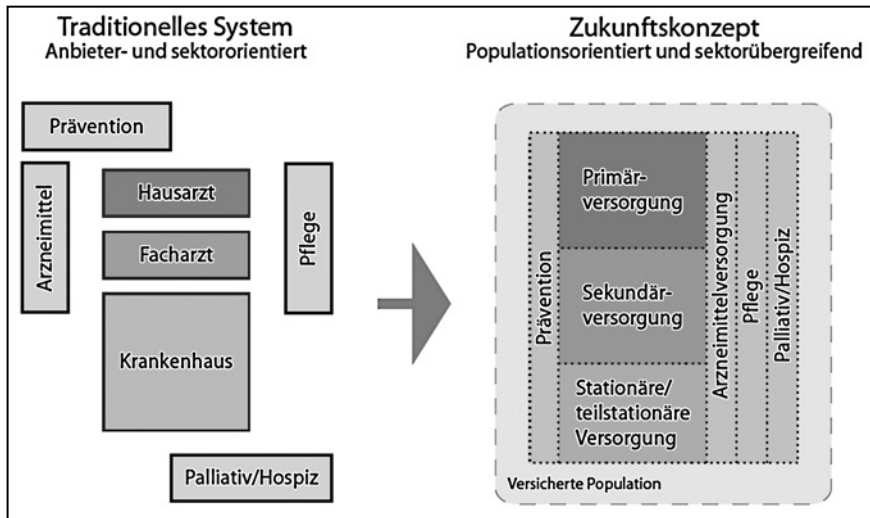 Traditionelles System
Anbieter- und sektororientiert
Prävention
Arzneimittel
Hausarzt
Facharzt
Krankenhaus
Pflege
Palliativ/Hospiz
Zukunftskonzept
Populationsorientiert und sektorübergreifend
Prävention
Primär-
versorgung
Sekundär-
versorgung
Stationäre/
teilstationäre
Versorgung
Arzneimittelversorgung
Pflege
Palliativ/Hospiz
Versicherte Population